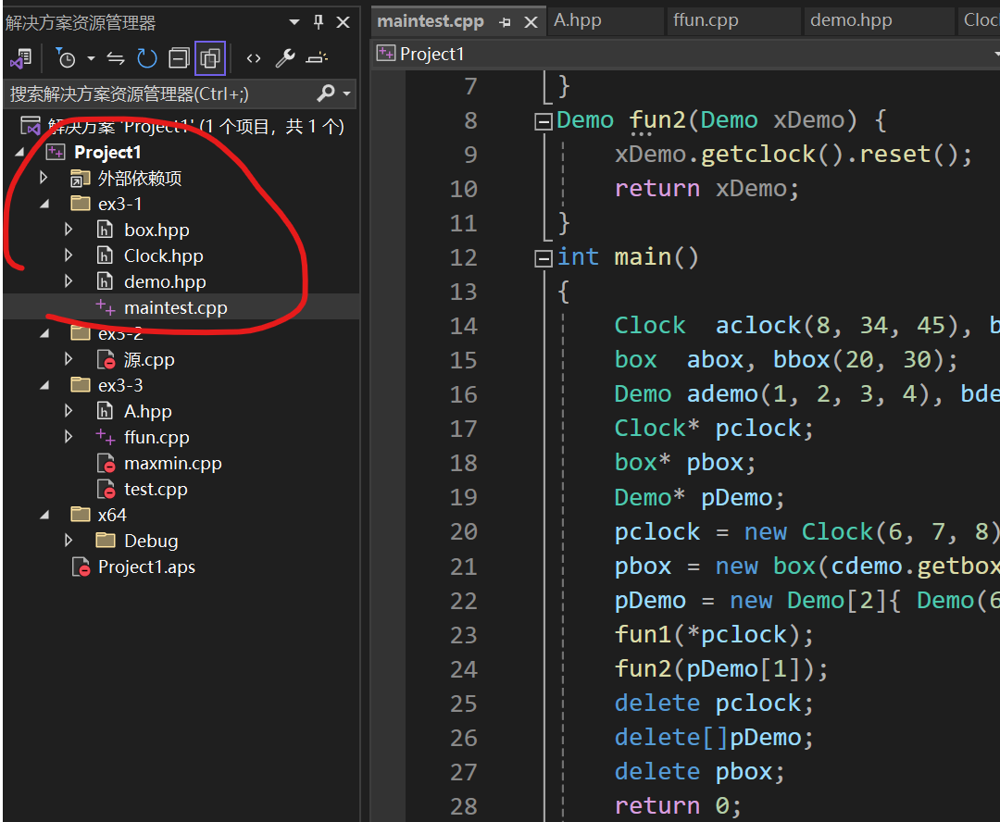 解决方案资源管理器
搜索解决方案资源管理器(Ctrl+;)
解决方案'Project1' (1 个项目，共 1 个)
Project1
外部依赖项
ex3-1
box.hpp
Clock.hpp
demo.hpp
maintest.cpp
ex3-2
源.cpp
ex3-3
A.hpp
ffun.cpp
maxmin.cpp
test.cpp
x64
Debug
Project1.aps
maintest.cpp A.hpp ffun.cpp demo.hpp Cloc
Project1
7 }
8 Demo fun2(Demo xDemo) {
9 xDemo.getclock().reset();
10 return xDemo;
11 }
12 int main()
13 {
14 Clock aclock(8, 34, 45), b
15 box abox, bbox(20, 30);
16 Demo ademo(1, 2, 3, 4), bde
17 Clock* pclock;
18 box* pbox;
19 Demo* pDemo;
20 pclock = new Clock(6, 7, 8)
21 pbox = new box(cdemo.getbox
22 pDemo = new Demo[2]{ Demo(6
23 fun1(*pclock);
24 fun2(pDemo[1]);
25 delete pclock;
26 delete[]pDemo;
27 delete pbox;
28 return 0;